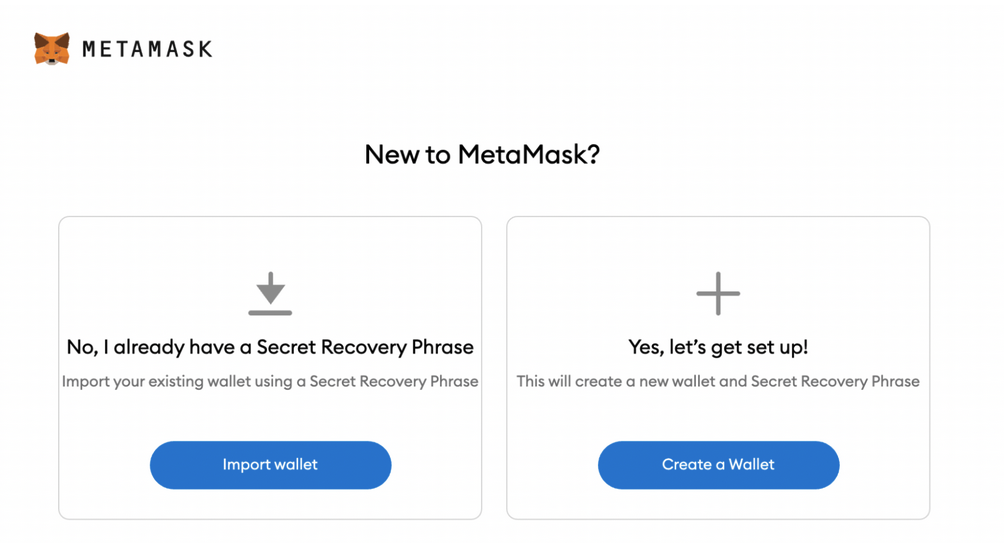 METAMASK
New to MetaMask?
No, I already have a Secret Recovery Phrase
Import your existing wallet using a Secret Recovery Phrase
Import wallet
Yes, let’s get set up!
This will create a new wallet and Secret Recovery Phrase
Create a Wallet